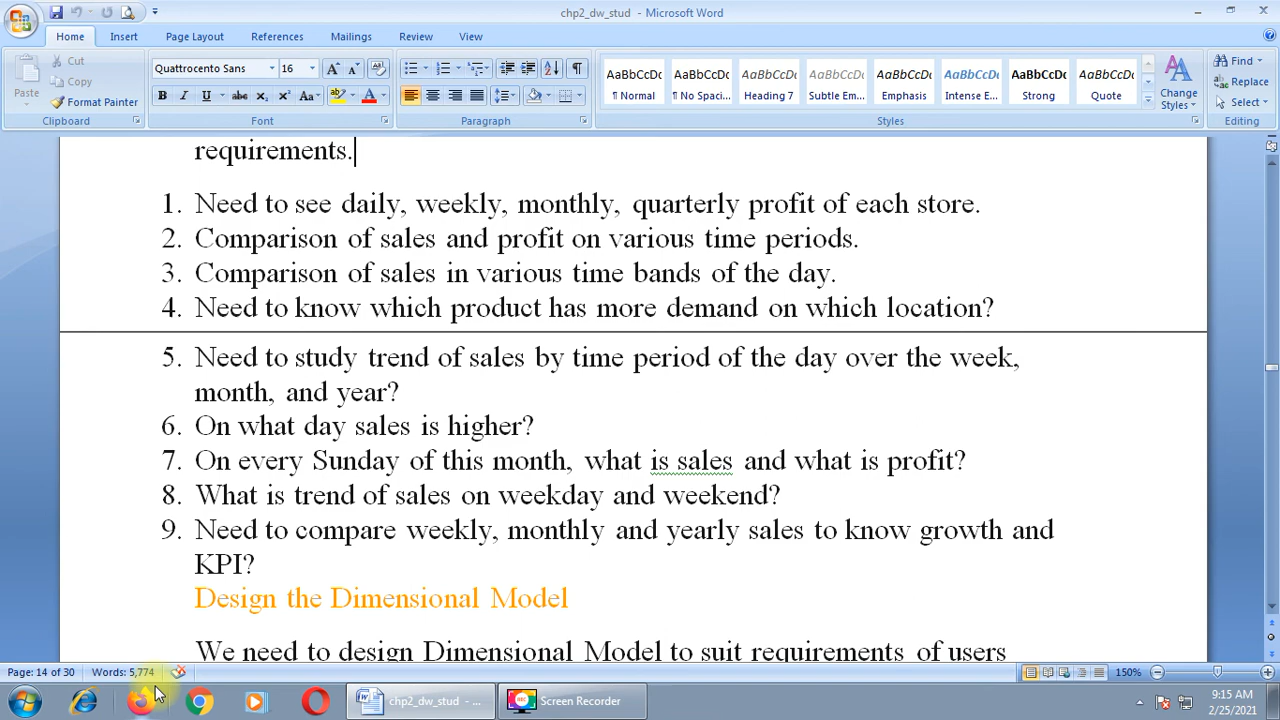 chp2_dw_stud - Microsoft Word
Home Insert Page Layout References Mailings Review View
Paste
Cut
Copy
Format Painter
Clipboard
Quattrocento Sans 16
Font
Paragraph
AaBbCcDc AaBbCcDc AaBbCcDc AaBbCcDc AaBbCcDc AaBbCcDc AaBbCcDc AaBbCcDc
¶ Normal ¶ No Spaci... Heading 7 Subtle Em... Emphasis Intense E... Strong Quote
Change Styles
Styles
Find
Replace
Select
Editing
requirements.
1. Need to see daily, weekly, monthly, quarterly profit of each store.
2. Comparison of sales and profit on various time periods.
3. Comparison of sales in various time bands of the day.
4. Need to know which product has more demand on which location?
5. Need to study trend of sales by time period of the day over the week,
month, and year?
6. On what day sales is higher?
7. On every Sunday of this month, what is sales and what is profit?
8. What is trend of sales on weekday and weekend?
9. Need to compare weekly, monthly and yearly sales to know growth and
KPI?
Design the Dimensional Model
We need to design Dimensional Model to suit requirements of users
Page: 14 of 30 Words: 5,774 150%
chp2_dw_stud - ... Screen Recorder
9:15 AM
2/25/2021